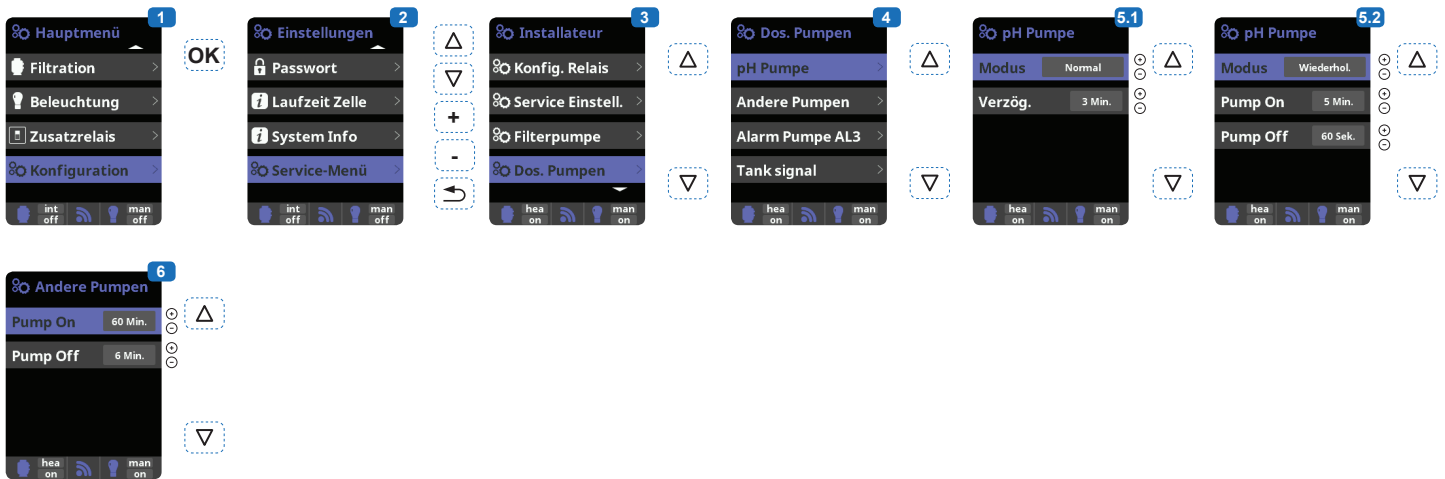 1
Hauptmenü
Filtration
Beleuchtung
Zusatzrelais
Konfiguration
int
off
man
off
OK
2
Einstellungen
Passwort
Laufzeit Zelle
System Info
Service-Menü
int
off
man
off
+
-
3
Installateur
Konfig. Relais
Service Einstell.
Filterpumpe
Dos. Pumpen
hea
on
man
on
4
Dos. Pumpen
pH Pumpe
Andere Pumpen
Alarm Pumpe AL3
Tank signal
hea
on
man
on
5.1
pH Pumpe
Modus Normal
Verzög. 3 Min.
hea
on
man
on
5.2
pH Pumpe
Modus Wiederhol.
Pump On 5 Min.
Pump Off 60 Sek.
hea
on
man
on
6
Andere Pumpen
Pump On 60 Min.
Pump Off 6 Min.
hea
on
man
on